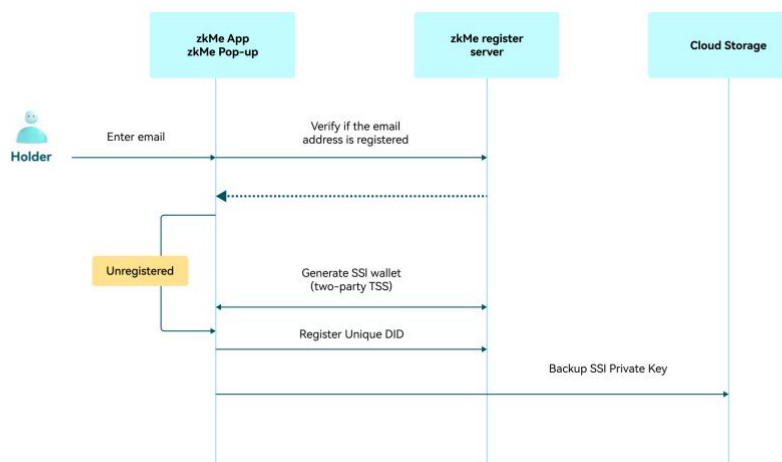 zkMe App
zkMe Pop-up
zkMe register
server
Cloud Storage
Enter email
Verify if the email
address is registered
Holder
Unregistered
Generate SSI wallet
(two-party TSS)
Register Unique DID
Backup SSI Private Key